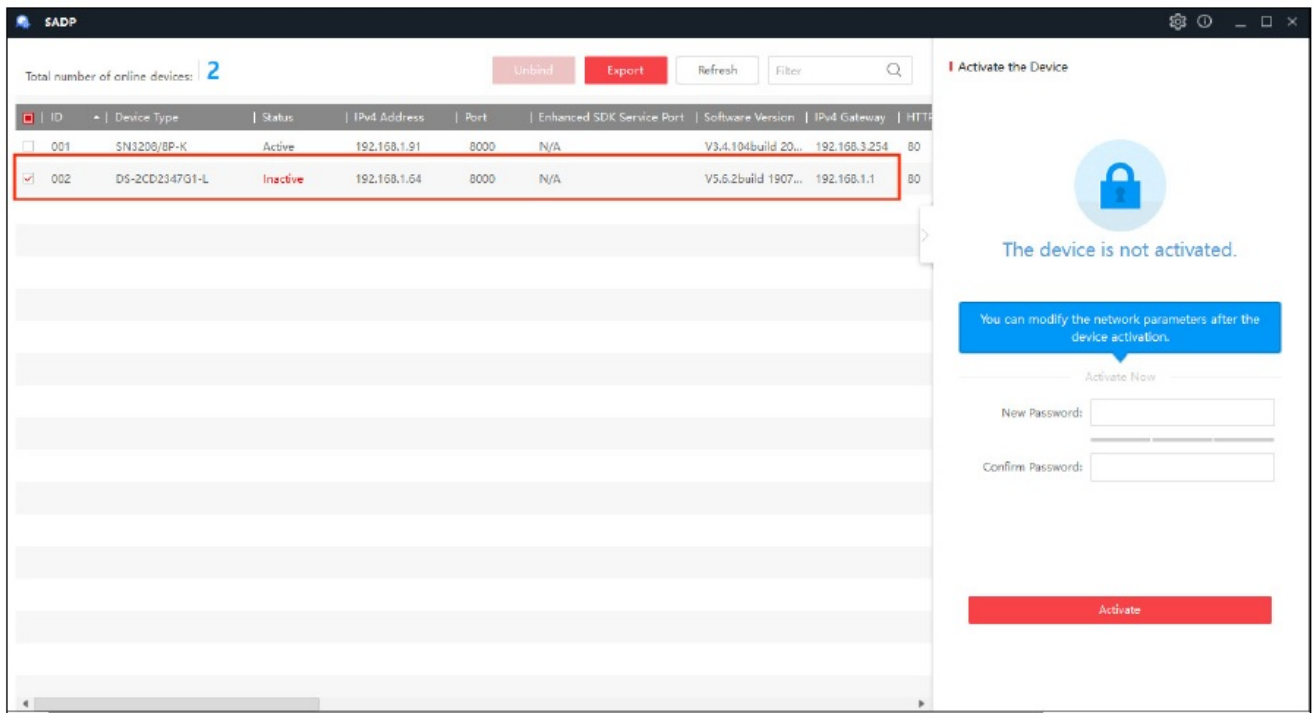 SADP
Total number of online devices: 2
Unbind Export Refresh Filter
ID Device Type Status IPv4 Address Port Enhanced SDK Service Port Software Version IPv4 Gateway HTTP
001 SN3208/8P-K Active 192.168.1.91 8000 N/A V3.4.104build 20... 192.168.3.254 80
002 DS-2CD2347G1-L Inactive 192.168.1.64 8000 N/A V5.6.2build 1907... 192.168.1.1 80
Activate the Device
The device is not activated.
You can modify the network parameters after the
device activation.
Activate Now
New Password:
Confirm Password:
Activate